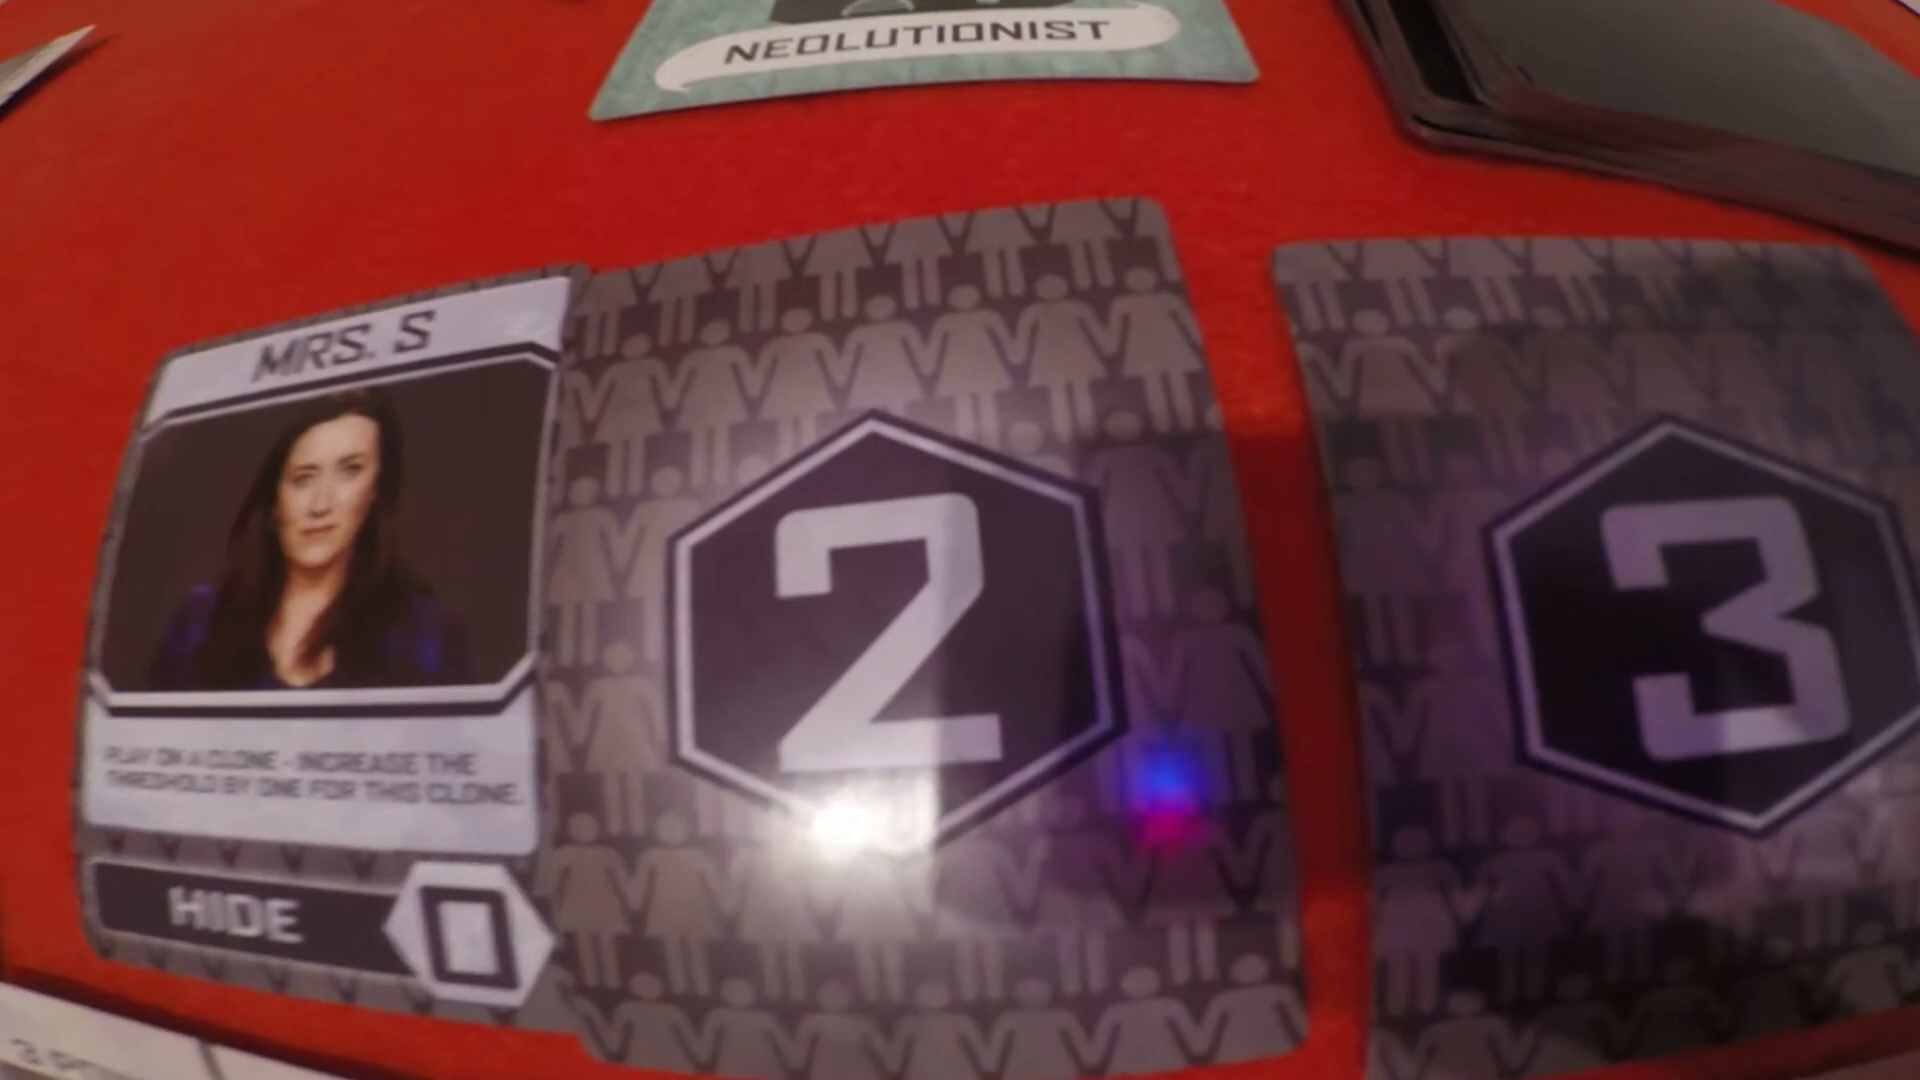 NEOLUTIONIST
MRS. S
PLAY ON A CLONE - INCREASE THE
THRESHOLD BY ONE FOR THIS CLONE.
HIDE 0
2
3